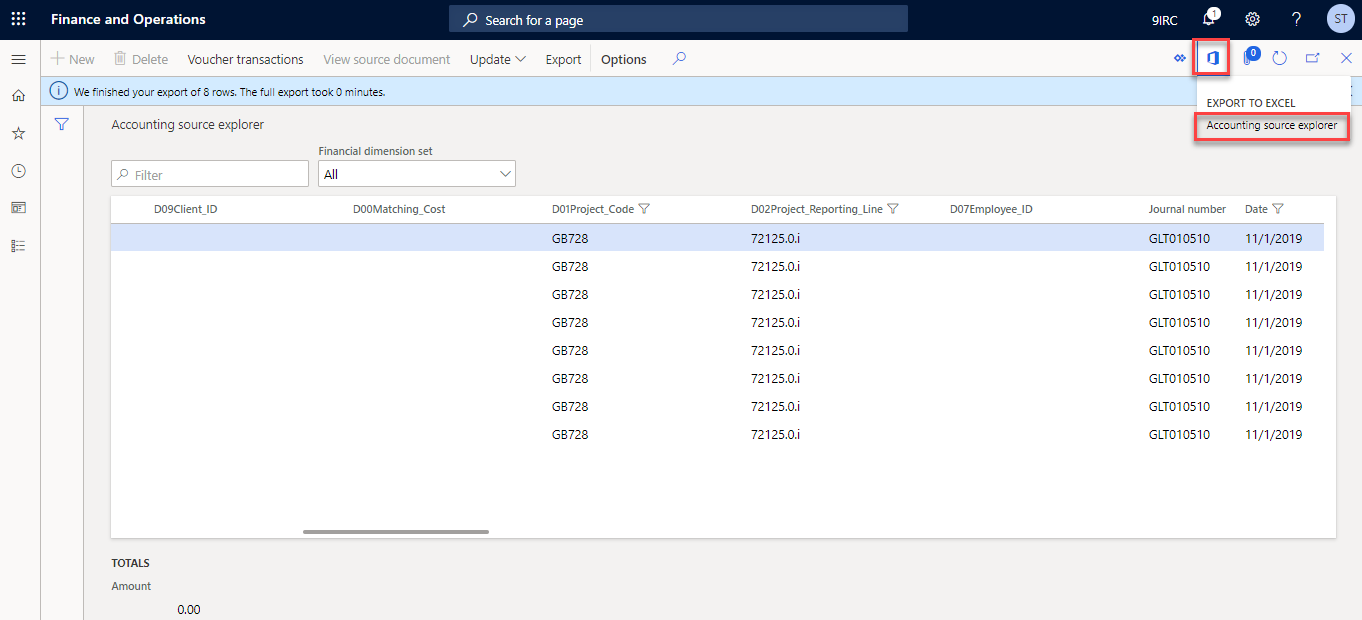 Finance and Operations Search for a page 9IRC 1 ? ST
New Delete Voucher transactions View source document Update Export Options 0
We finished your export of 8 rows. The full export took 0 minutes.
EXPORT TO EXCEL
Accounting source explorer
Accounting source explorer
Financial dimension set
Filter All
D09Client_ID D00Matching_Cost D01Project_Code D02Project_Reporting_Line D07Employee_ID Journal number Date
GB728 72125.0.i GLT010510 11/1/2019
GB728 72125.0.i GLT010510 11/1/2019
GB728 72125.0.i GLT010510 11/1/2019
GB728 72125.0.i GLT010510 11/1/2019
GB728 72125.0.i GLT010510 11/1/2019
GB728 72125.0.i GLT010510 11/1/2019
GB728 72125.0.i GLT010510 11/1/2019
GB728 72125.0.i GLT010510 11/1/2019
TOTALS
Amount
0.00